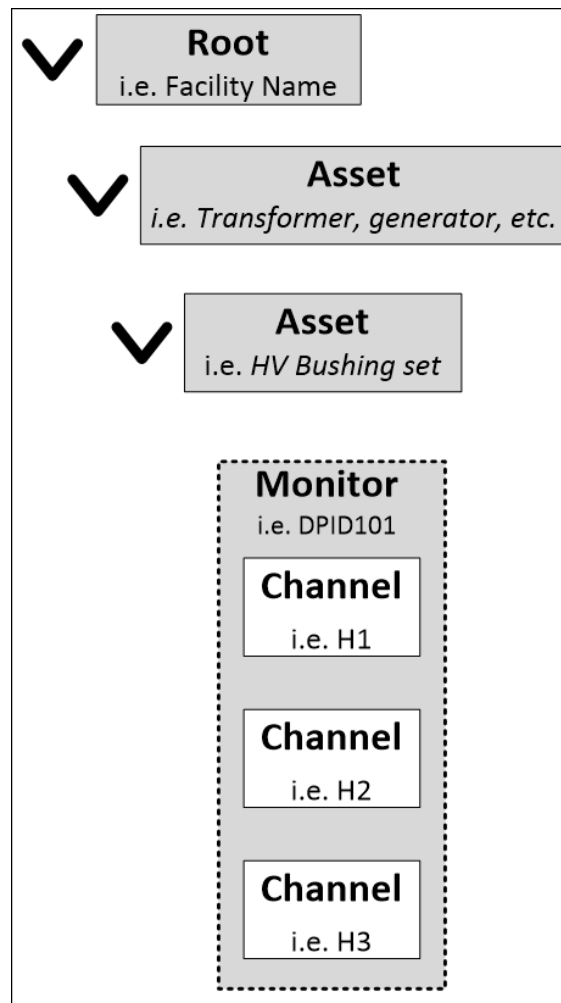 Root
i.e. Facility Name
Asset
i.e. Transformer, generator, etc.
Asset
i.e. HV Bushing set
Monitor
i.e. DPID101
Channel
i.e. H1
Channel
i.e. H2
Channel
i.e. H3